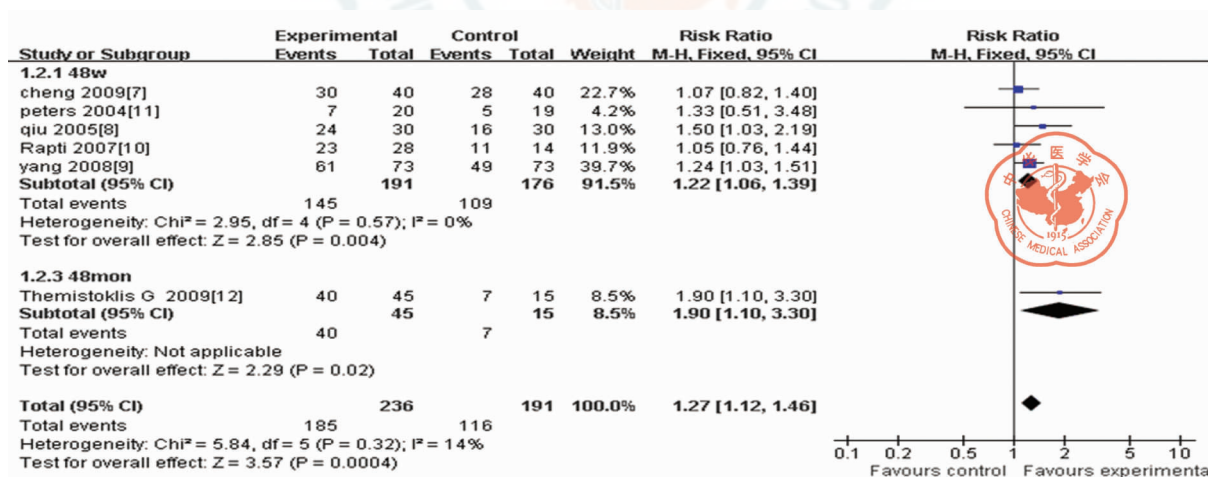 Experimental Control Risk Ratio Risk Ratio
Study or Subgroup Events Total Events Total Weight M-H, Fixed, 95% CI M-H, Fixed, 95% CI
1.2.1 48w
cheng 2009[7] 30 40 28 40 22.7% 1.07 [0.82, 1.40]
peters 2004[11] 7 20 5 19 4.2% 1.33 [0.51, 3.48]
qiu 2005[8] 24 30 16 30 13.0% 1.50 [1.03, 2.19]
Rapti 2007[10] 23 28 11 14 11.9% 1.05 [0.76, 1.44]
yang 2008[9] 61 73 49 73 39.7% 1.24 [1.03, 1.51]
Subtotal (95% CI) 191 176 91.5% 1.22 [1.06, 1.39]
Total events 145 109
Heterogeneity: Chi² = 2.95, df = 4 (P = 0.57); I² = 0%
Test for overall effect: Z = 2.85 (P = 0.004)
1.2.3 48mon
Themistoklis G 2009[12] 40 45 7 15 8.5% 1.90 [1.10, 3.30]
Subtotal (95% CI) 45 15 8.5% 1.90 [1.10, 3.30]
Total events 40 7
Heterogeneity: Not applicable
Test for overall effect: Z = 2.29 (P = 0.02)
Total (95% CI) 236 191 100.0% 1.27 [1.12, 1.46]
Total events 185 116
Heterogeneity: Chi² = 5.84, df = 5 (P = 0.32); I² = 14%
Test for overall effect: Z = 3.57 (P = 0.0004)
0.1 0.2 0.5 1 2 5 10
Favours control Favours experimenta
中 华 医 学 会
CHINESE MEDICAL ASSOCIATION
1915